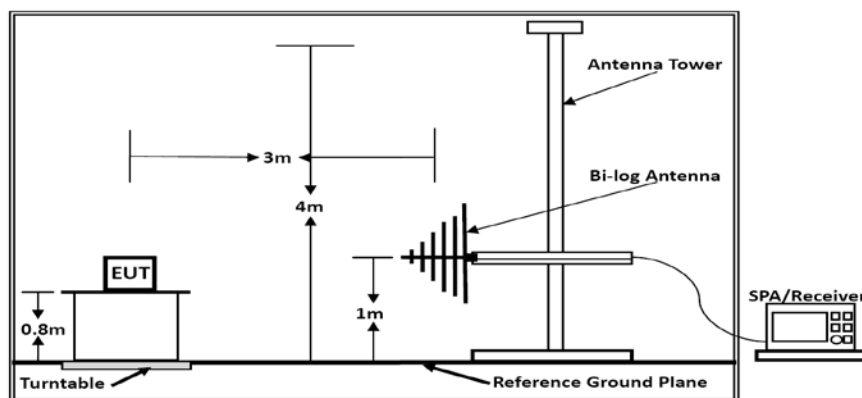 Antenna Tower
3m
Bi-log Antenna
4m
EUT
SPA/Receiver
0.8m
1m
Turntable
Reference Ground Plane